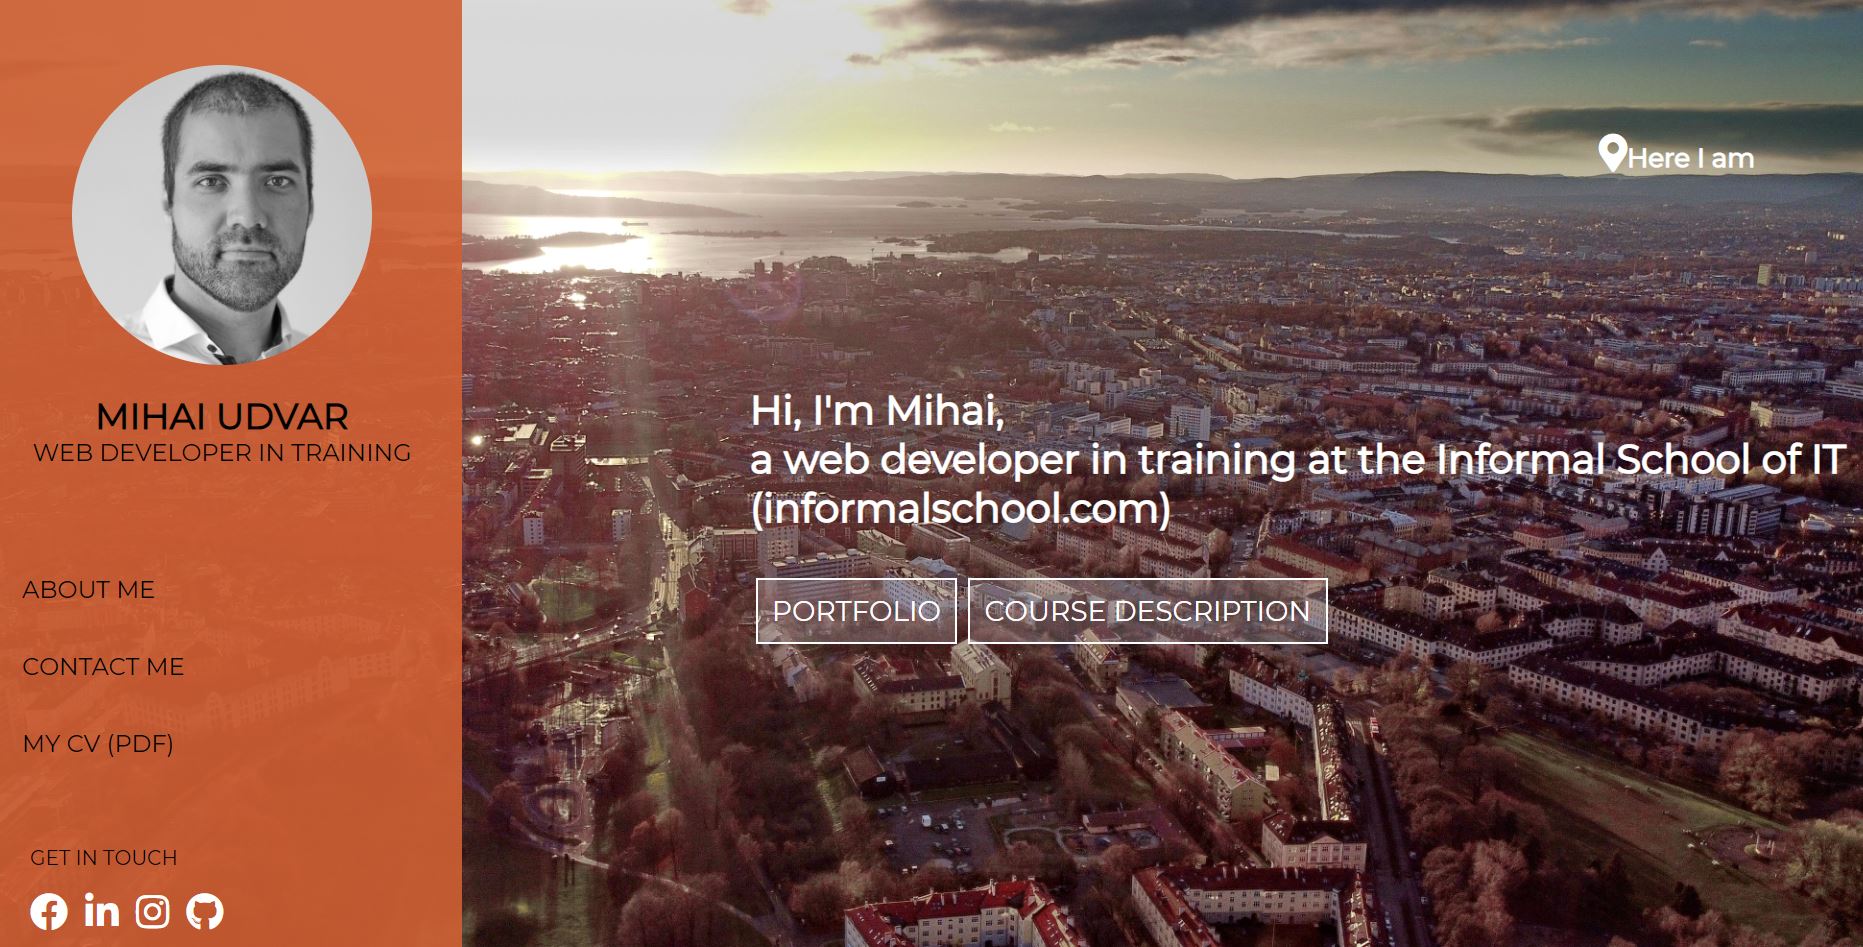 MIHAI UDVAR
WEB DEVELOPER IN TRAINING
ABOUT ME
CONTACT ME
MY CV (PDF)
GET IN TOUCH
Here I am
Hi, I'm Mihai,
a web developer in training at the Informal School of IT
(informalschool.com)
PORTFOLIO
COURSE DESCRIPTION